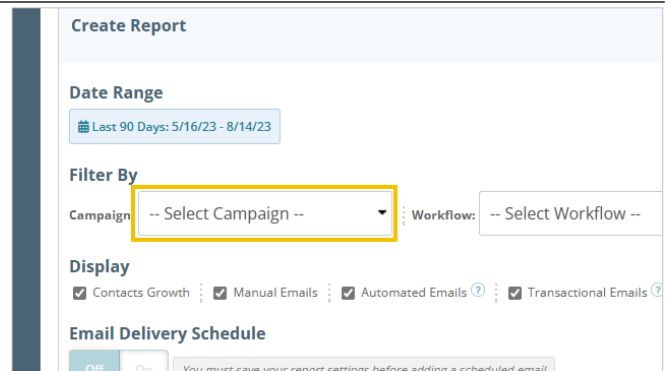 Create Report
Date Range
Last 90 Days: 5/16/23 - 8/14/23
Filter By
Campaign -- Select Campaign -- Workflow: -- Select Workflow --
Display
Contacts Growth Manual Emails Automated Emails ? Transactional Emails ?
Email Delivery Schedule
Off On You must save your report settings before adding a scheduled email